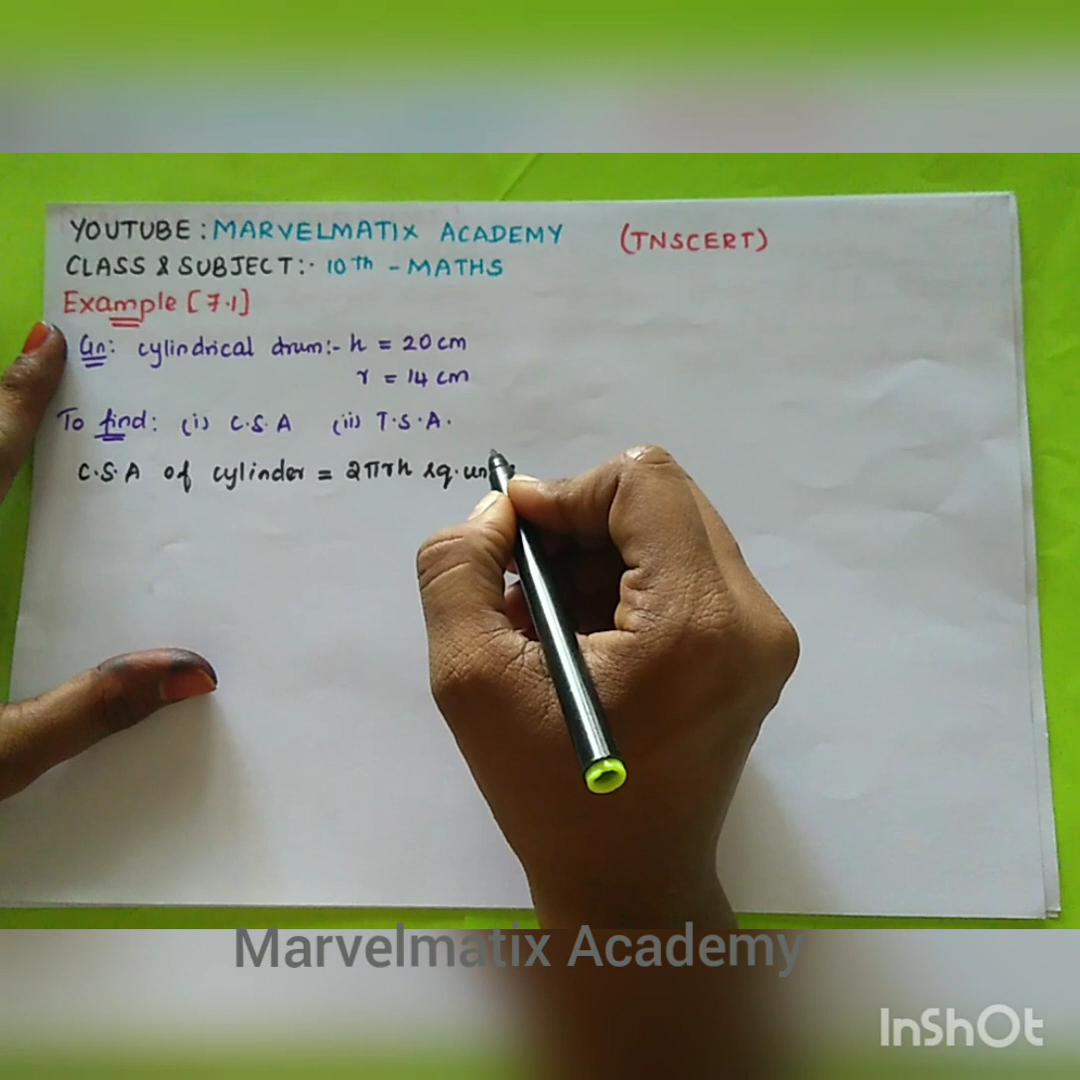 YOUTUBE : MARVELMATIX ACADEMY (TNSCERT)
CLASS & SUBJECT :- 10th - MATHS
Example [7.1]
Gn: cylindrical drum:- h = 20 cm
r = 14 cm
To find: (i) C.S.A (ii) T.S.A.
C.S.A of cylinder = 2πrh sq.units
Marvelmatix Academy
InShOt